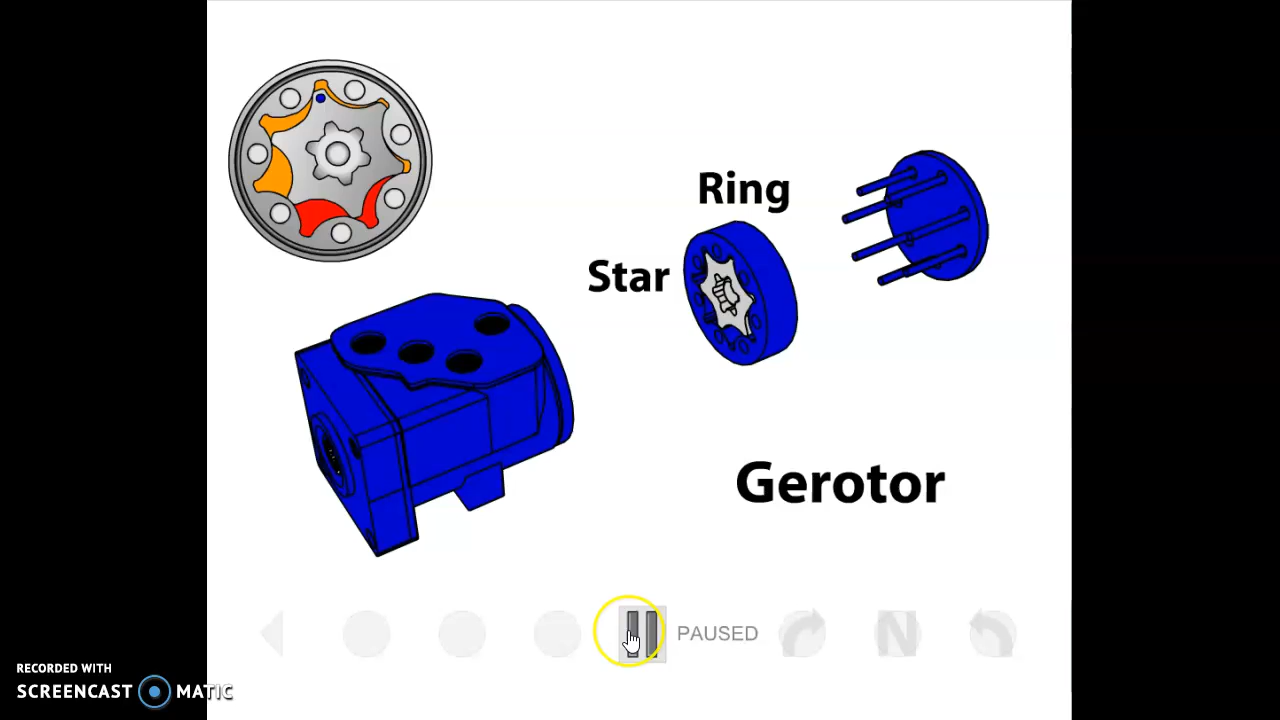 Ring
Star
Gerotor
PAUSED
N
RECORDED WITH
SCREENCAST MATIC